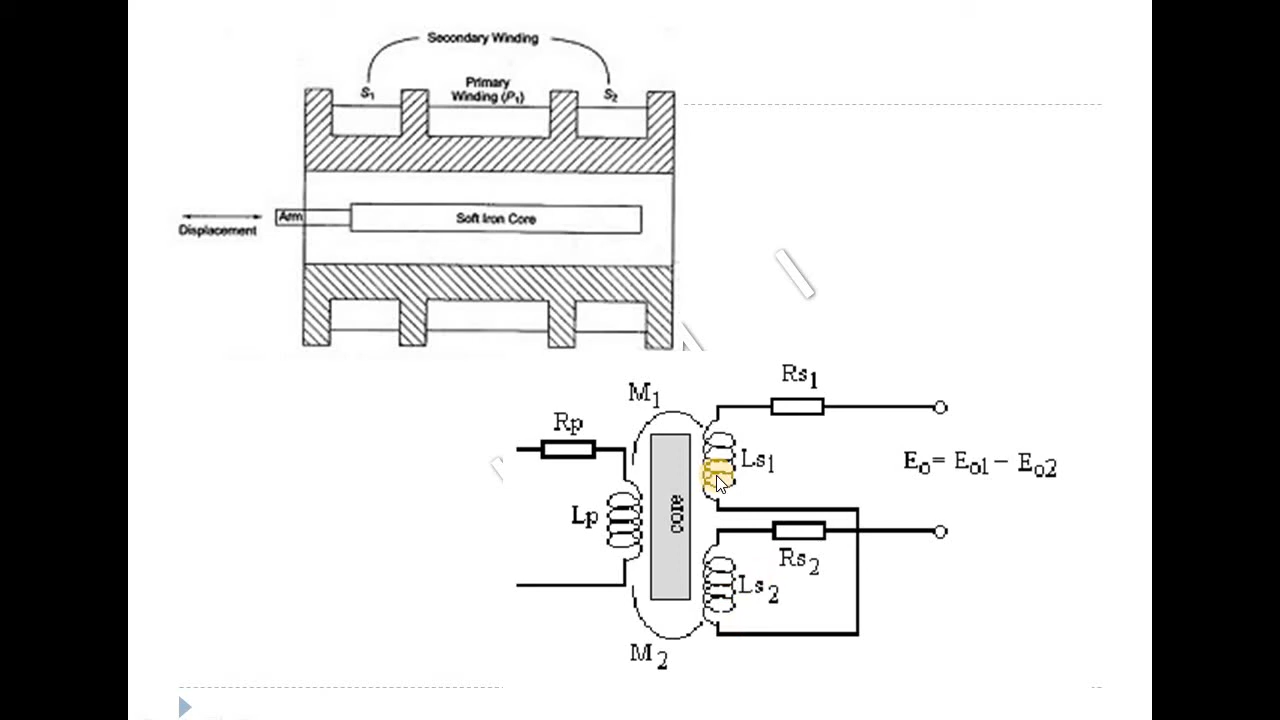 Secondary Winding
S1
Primary
Winding (P1)
S2
Arm
Soft Iron Core
Displacement
M1
Rs1
Rp
Ls1
Eo = Eo1 - Eo2
core
Lp
Rs2
Ls2
M2